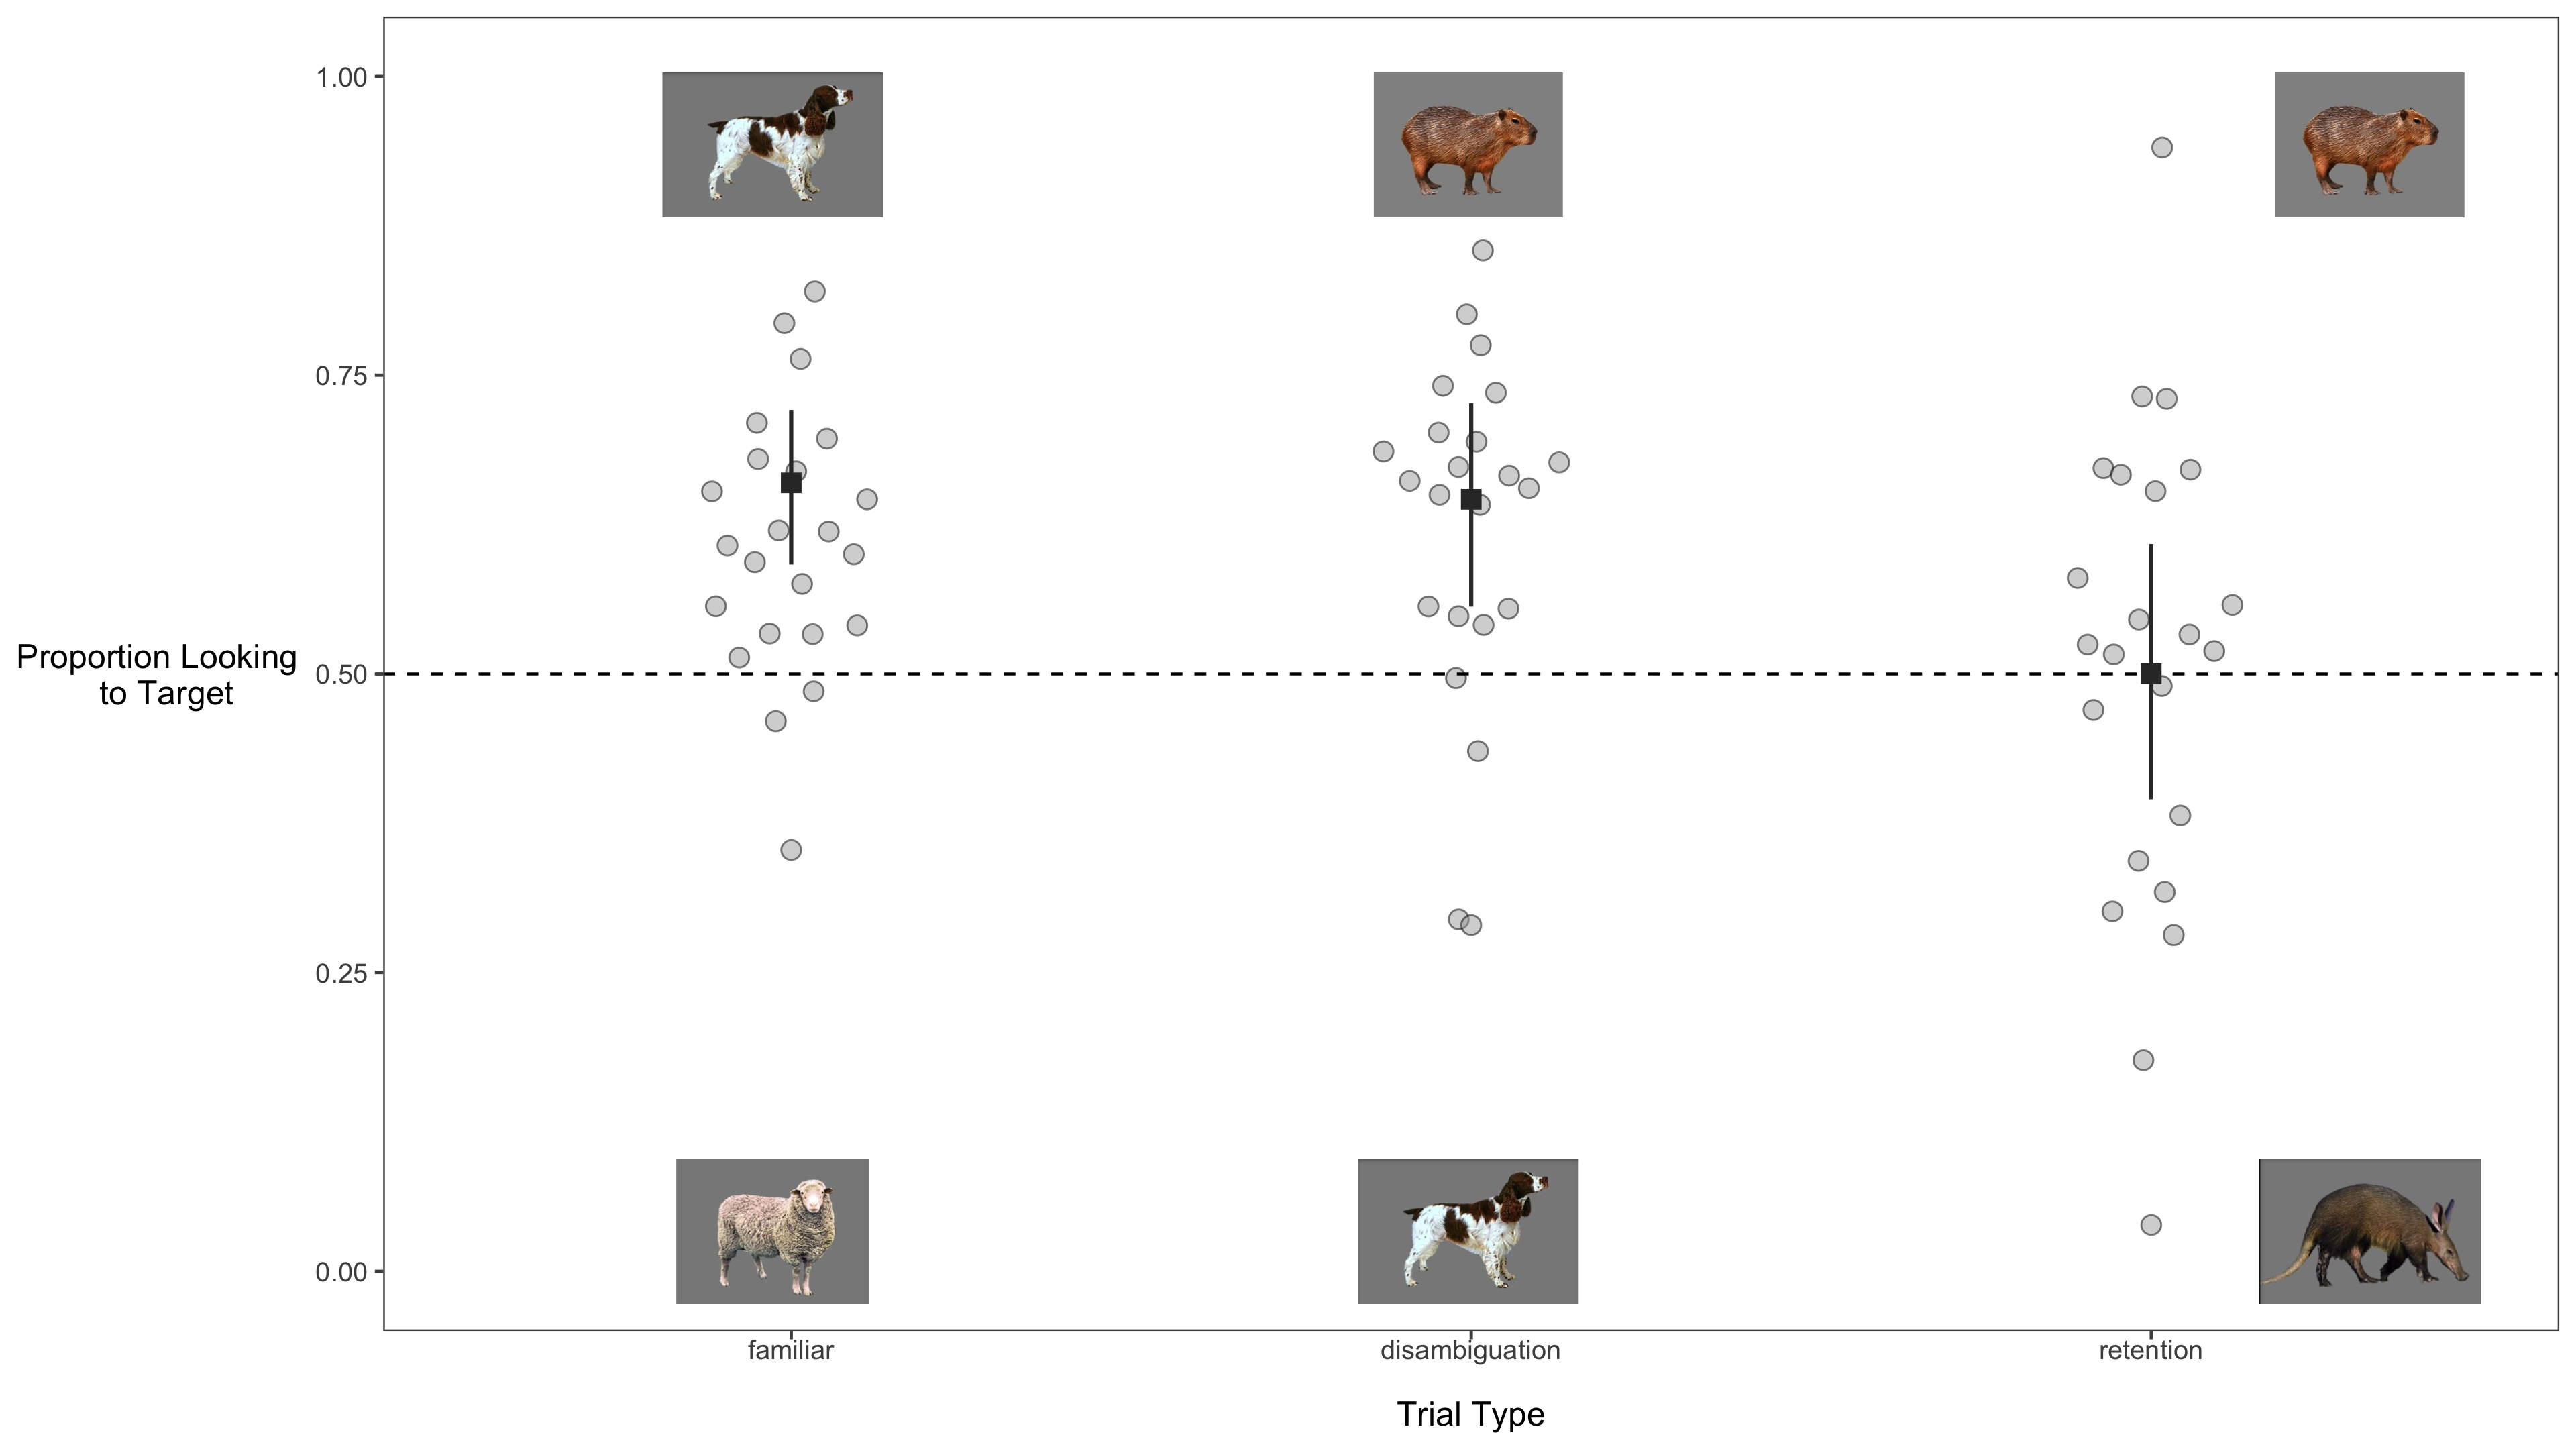 1.00
0.75
Proportion Looking
to Target
0.50
0.25
0.00
familiar
disambiguation
retention
Trial Type